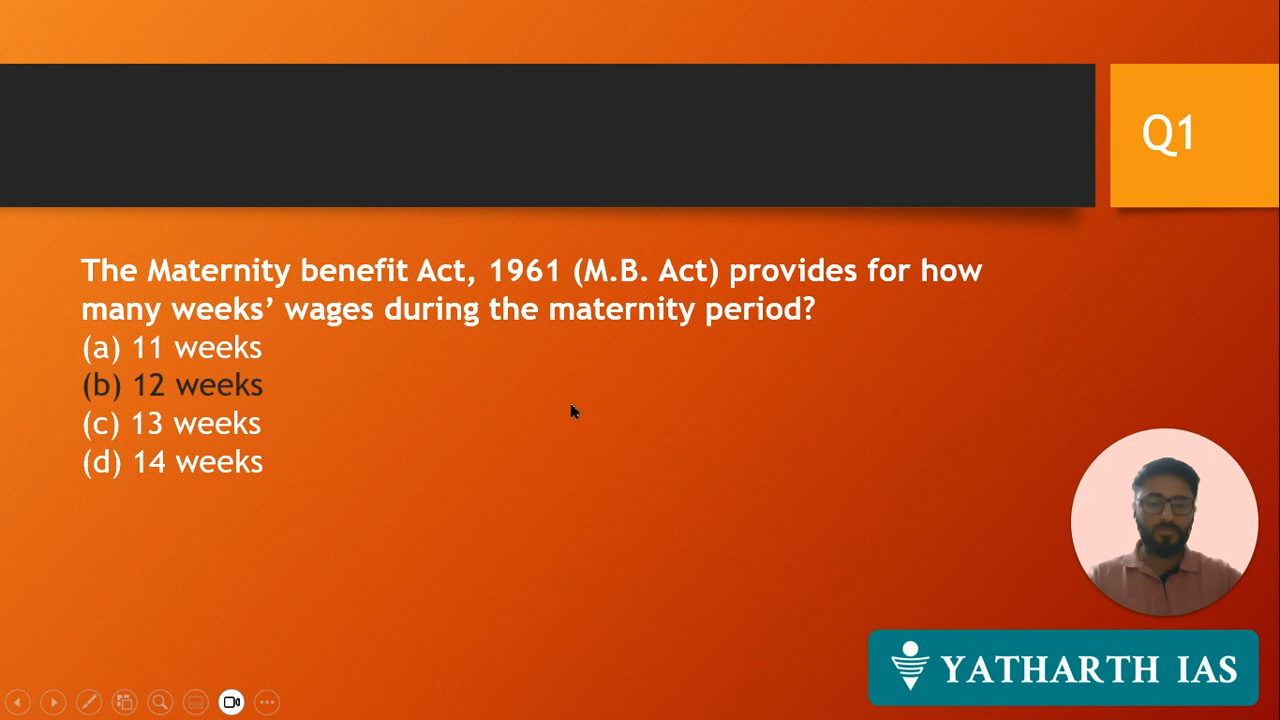 Q1
The Maternity benefit Act, 1961 (M.B. Act) provides for how
many weeks’ wages during the maternity period?
(a) 11 weeks
(b) 12 weeks
(c) 13 weeks
(d) 14 weeks
YATHARTH IAS